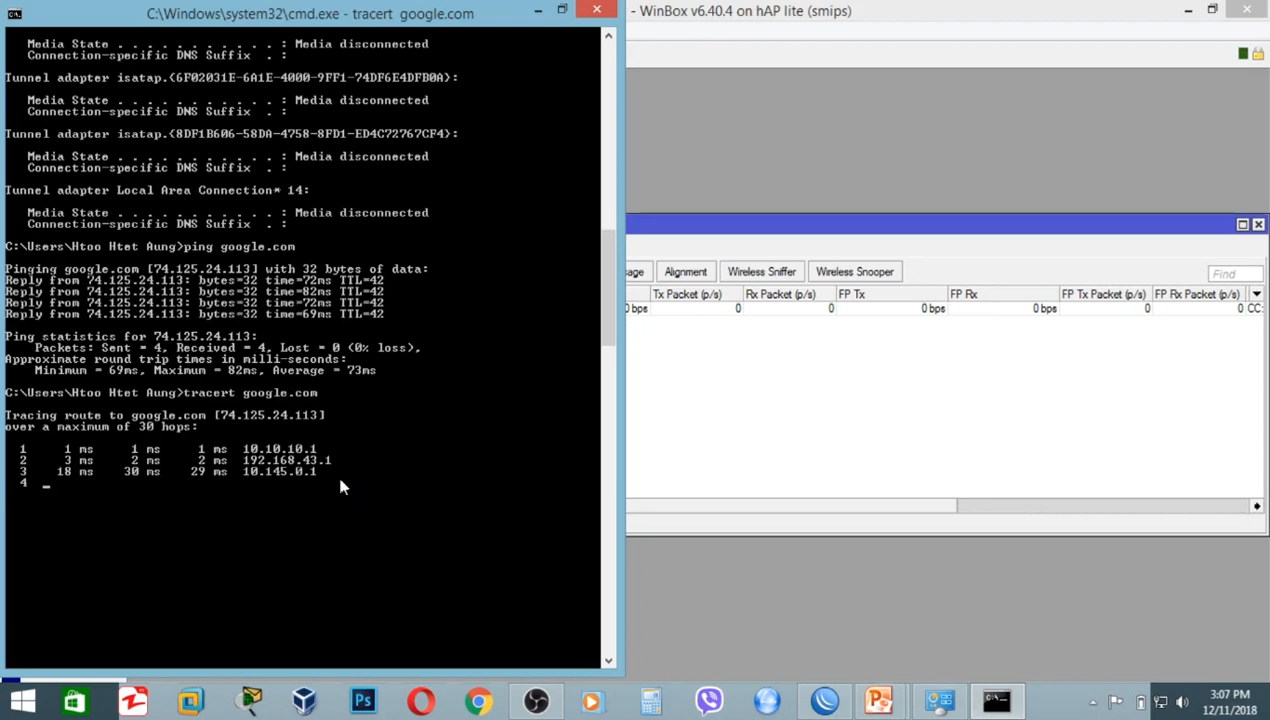 C:\Windows\system32\cmd.exe - tracert  google.com
Media State . . . . . . . . . . . : Media disconnected
Connection-specific DNS Suffix  . :
Tunnel adapter isatap.{6F02031E-6A1E-4000-9FF1-74DF6E4DFB0A}:
Media State . . . . . . . . . . . : Media disconnected
Connection-specific DNS Suffix  . :
Tunnel adapter isatap.{8DF1B606-58DA-4758-8FD1-ED4C72767CF4}:
Media State . . . . . . . . . . . : Media disconnected
Connection-specific DNS Suffix  . :
Tunnel adapter Local Area Connection* 14:
Media State . . . . . . . . . . . : Media disconnected
Connection-specific DNS Suffix  . :
C:\Users\Htoo Htet Aung>ping google.com
Pinging google.com [74.125.24.113] with 32 bytes of data:
Reply from 74.125.24.113: bytes=32 time=72ms TTL=42
Reply from 74.125.24.113: bytes=32 time=82ms TTL=42
Reply from 74.125.24.113: bytes=32 time=72ms TTL=42
Reply from 74.125.24.113: bytes=32 time=69ms TTL=42
Ping statistics for 74.125.24.113:
Packets: Sent = 4, Received = 4, Lost = 0 (0% loss),
Approximate round trip times in milli-seconds:
Minimum = 69ms, Maximum = 82ms, Average = 73ms
C:\Users\Htoo Htet Aung>tracert google.com
Tracing route to google.com [74.125.24.113]
over a maximum of 30 hops:
1     1 ms     1 ms     1 ms  10.10.10.1
2     3 ms     2 ms     2 ms  192.168.43.1
3    18 ms    30 ms    29 ms  10.145.0.1
4
- WinBox v6.40.4 on hAP lite (smips)
Alignment Wireless Sniffer Wireless Snooper Find
Tx Packet (p/s) Rx Packet (p/s) FP Tx FP Rx FP Tx Packet (p/s) FP Rx Packet (p/s)
0 bps 0 0 0 bps 0 bps 0 0 CC:
Ps
3:07 PM
12/11/2018